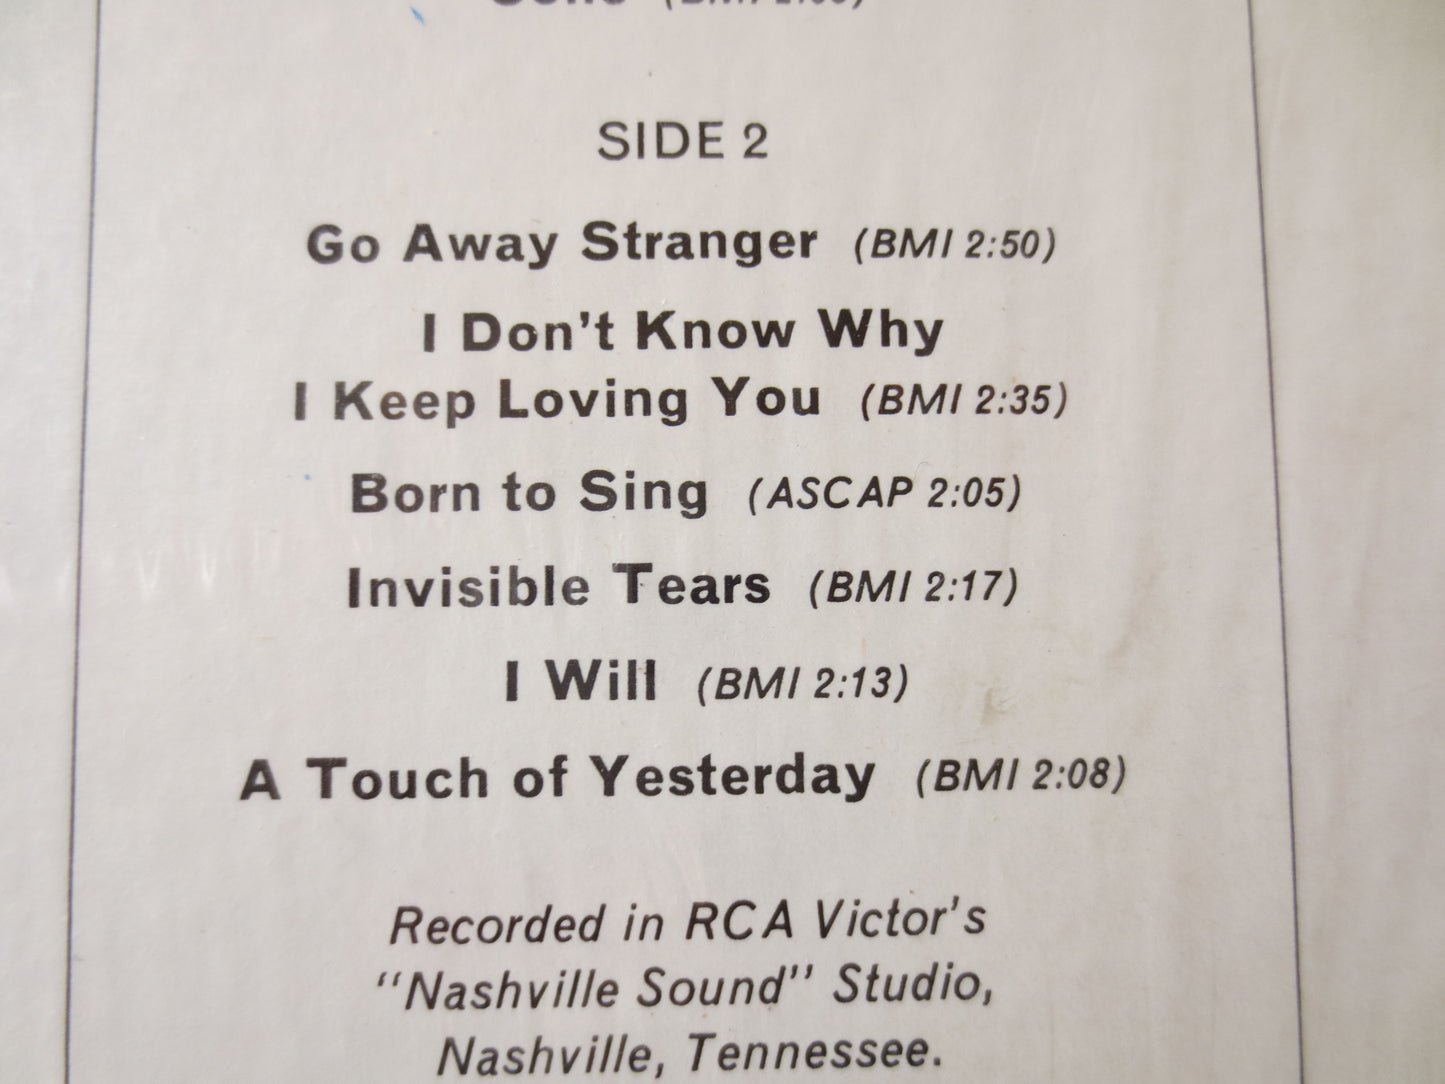 SIDE 2
Go Away Stranger (BMI 2:50)
I Don't Know Why
I Keep Loving You (BMI 2:35)
Born to Sing (ASCAP 2:05)
Invisible Tears (BMI 2:17)
I Will (BMI 2:13)
A Touch of Yesterday (BMI 2:08)
Recorded in RCA Victor's
"Nashville Sound" Studio,
Nashville, Tennessee.